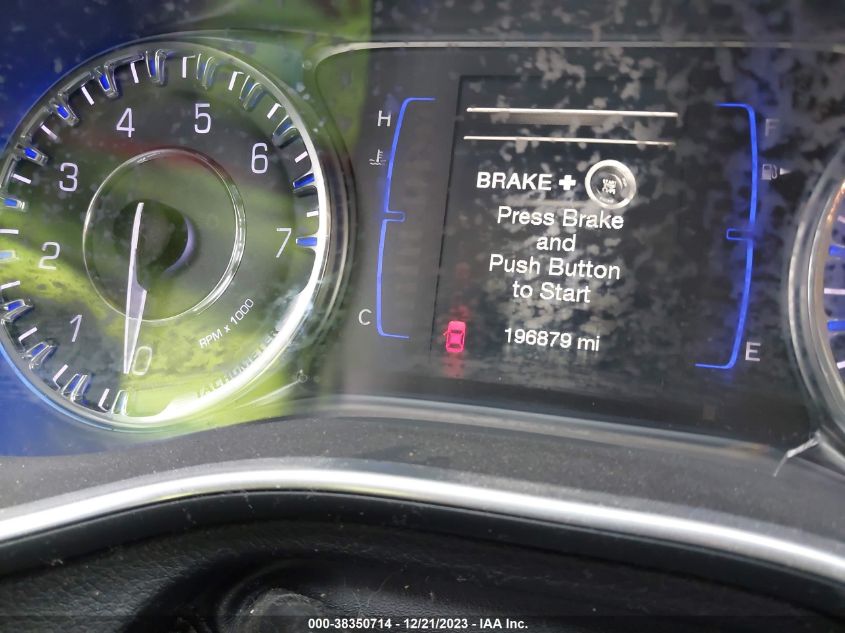 0
1
2
3
4
5
6
7
RPM x 1000
TACHOMETER
H
C
BRAKE +
START
Press Brake
and
Push Button
to Start
196879 mi
F
E
000-38350714 - 12/21/2023 - IAA Inc.